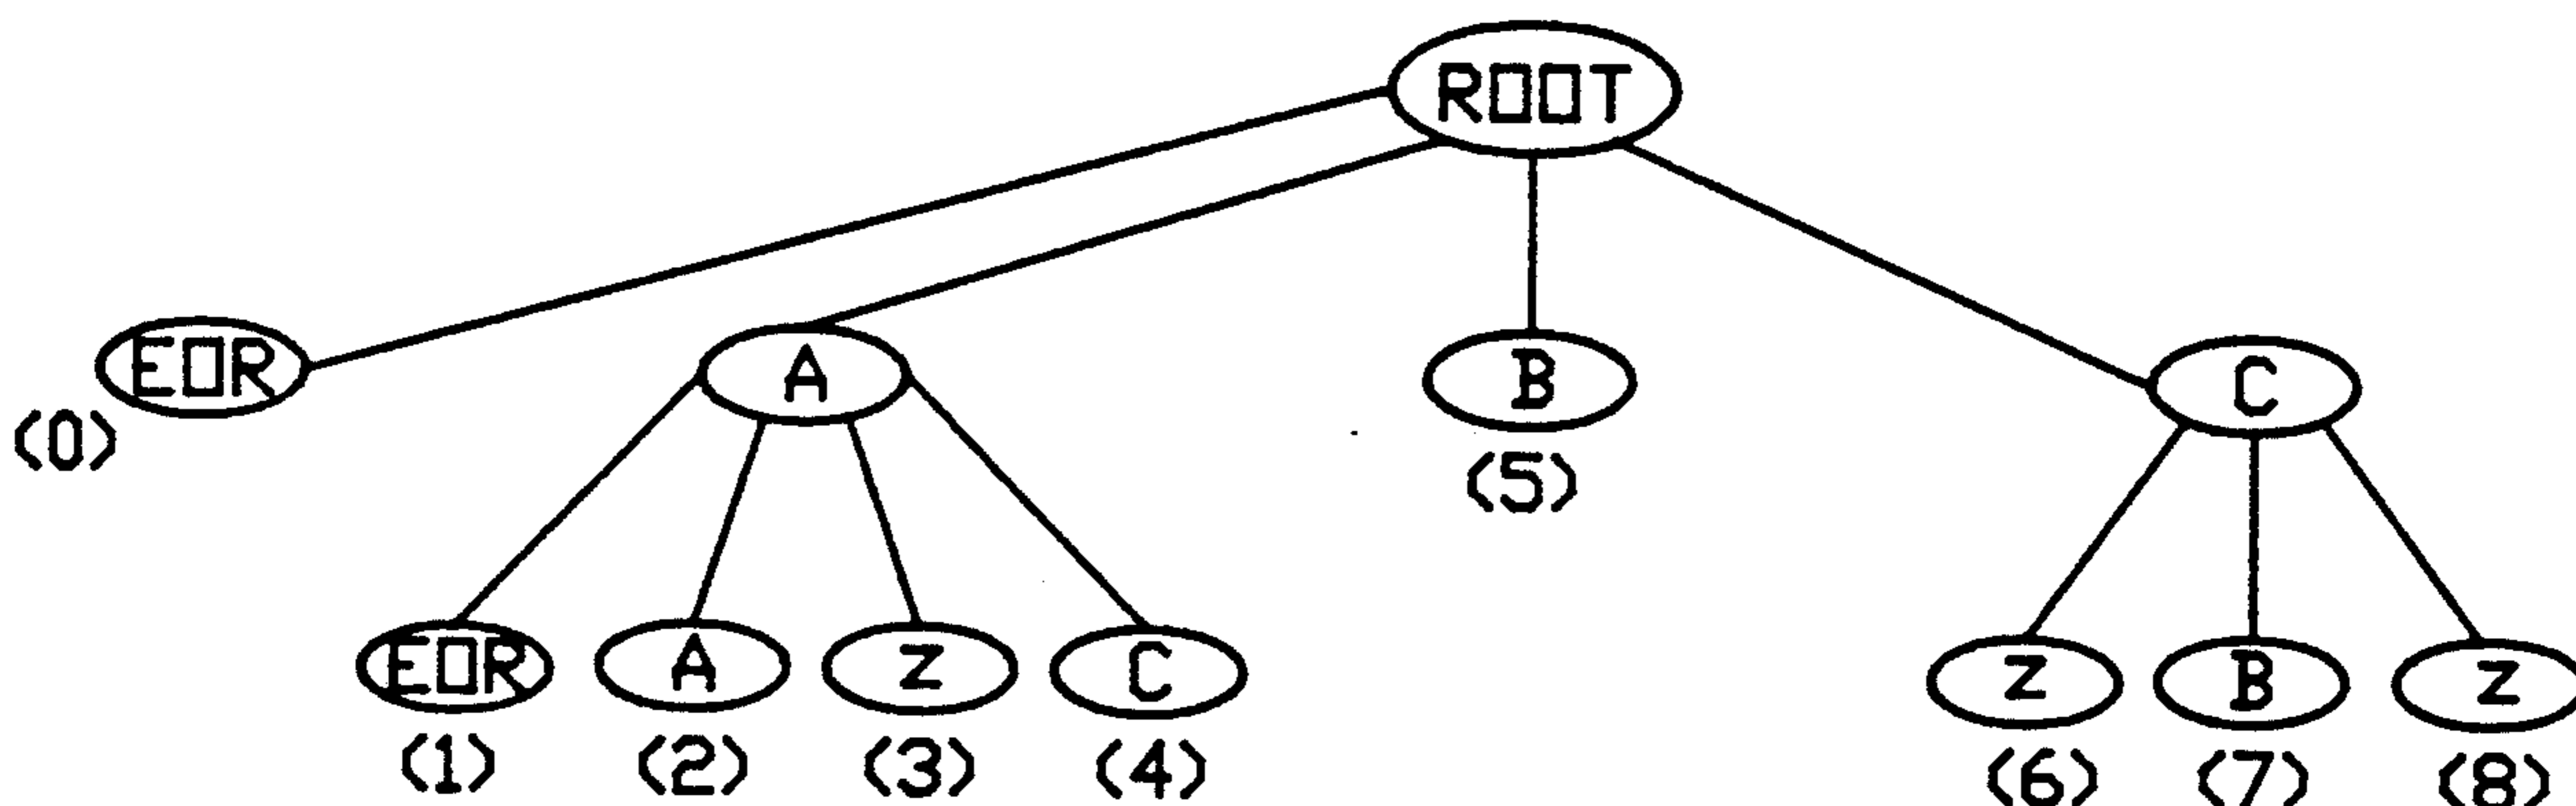 ROOT
EOR A B C
(0) (5)
EOR A z C z B z
(1) (2) (3) (4) (6) (7) (8)